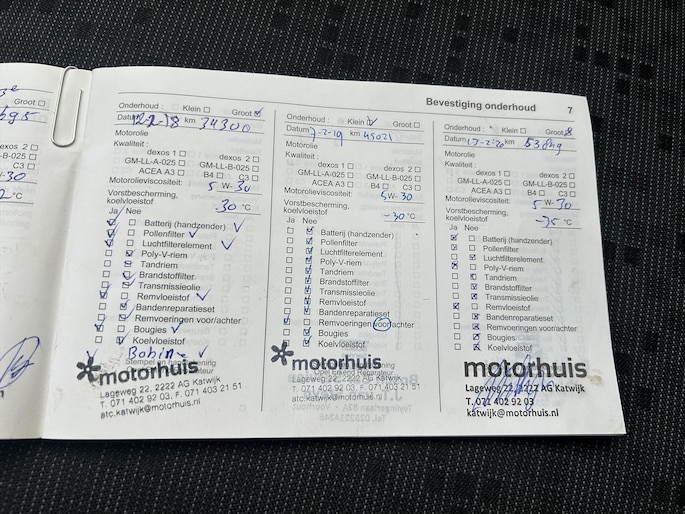 Bevestiging onderhoud 7
Onderhoud : Klein Groot
Datum 22-18 km 34300
Motorolie
Kwaliteit :
dexos 1 dexos 2
GM-LL-A-025 GM-LL-B-025
ACEA A3 B4 C3
Motorolieviscositeit: 5 W-30
Vorstbescherming,
koelvloeistof 30 °C
Ja Nee
Batterij (handzender)
Pollenfilter
Luchtfilterelement
Poly-V-riem
Tandriem
Brandstoffilter
Transmissieolie
Remvloeistof
Bandenreparatieset
Remvoeringen voor/achter
Bougies
Koelvloeistof
Bobine
motorhuis
Lageweg 22, 2222 AG Katwijk
T. 071 402 92 03, F. 071 403 21 51
atc.katwijk@motorhuis.nl
Onderhoud : Klein Groot
Datum 7-2-19 km 45021
Motorolie
Kwaliteit :
dexos 1 dexos 2
GM-LL-A-025 GM-LL-B-025
ACEA A3 B4 C3
Motorolieviscositeit: 5W-30
Vorstbescherming,
koelvloeistof -30 °C
Ja Nee
Batterij (handzender)
Pollenfilter
Luchtfilterelement
Poly-V-riem
Tandriem
Brandstoffilter
Transmissieolie
Remvloeistof
Bandenreparatieset
Remvoeringen voor/achter
Bougies
Koelvloeistof
motorhuis
Opel Erkend Reparateur
Lageweg 22, 2222 AG Katwijk
T. 071 402 92 03, F. 071 403 21 51
atc.katwijk@motorhuis.nl
Onderhoud : Klein Groot
Datum 17-2-20 km
Motorolie
Kwaliteit :
dexos 1 dexos 2
GM-LL-A-025 GM-LL-B-025
ACEA A3 B4 C3
Motorolieviscositeit: 5 W-30
Vorstbescherming,
koelvloeistof -35 °C
Ja Nee
Batterij (handzender)
Pollenfilter
Luchtfilterelement
Poly-V-riem
Tandriem
Brandstoffilter
Transmissieolie
Remvloeistof
Bandenreparatieset
Remvoeringen voor/achter
Bougies
Koelvloeistof
motorhuis
Lageweg 22, 2222 AG Katwijk
T. 071 402 92 03
katwijk@motorhuis.nl